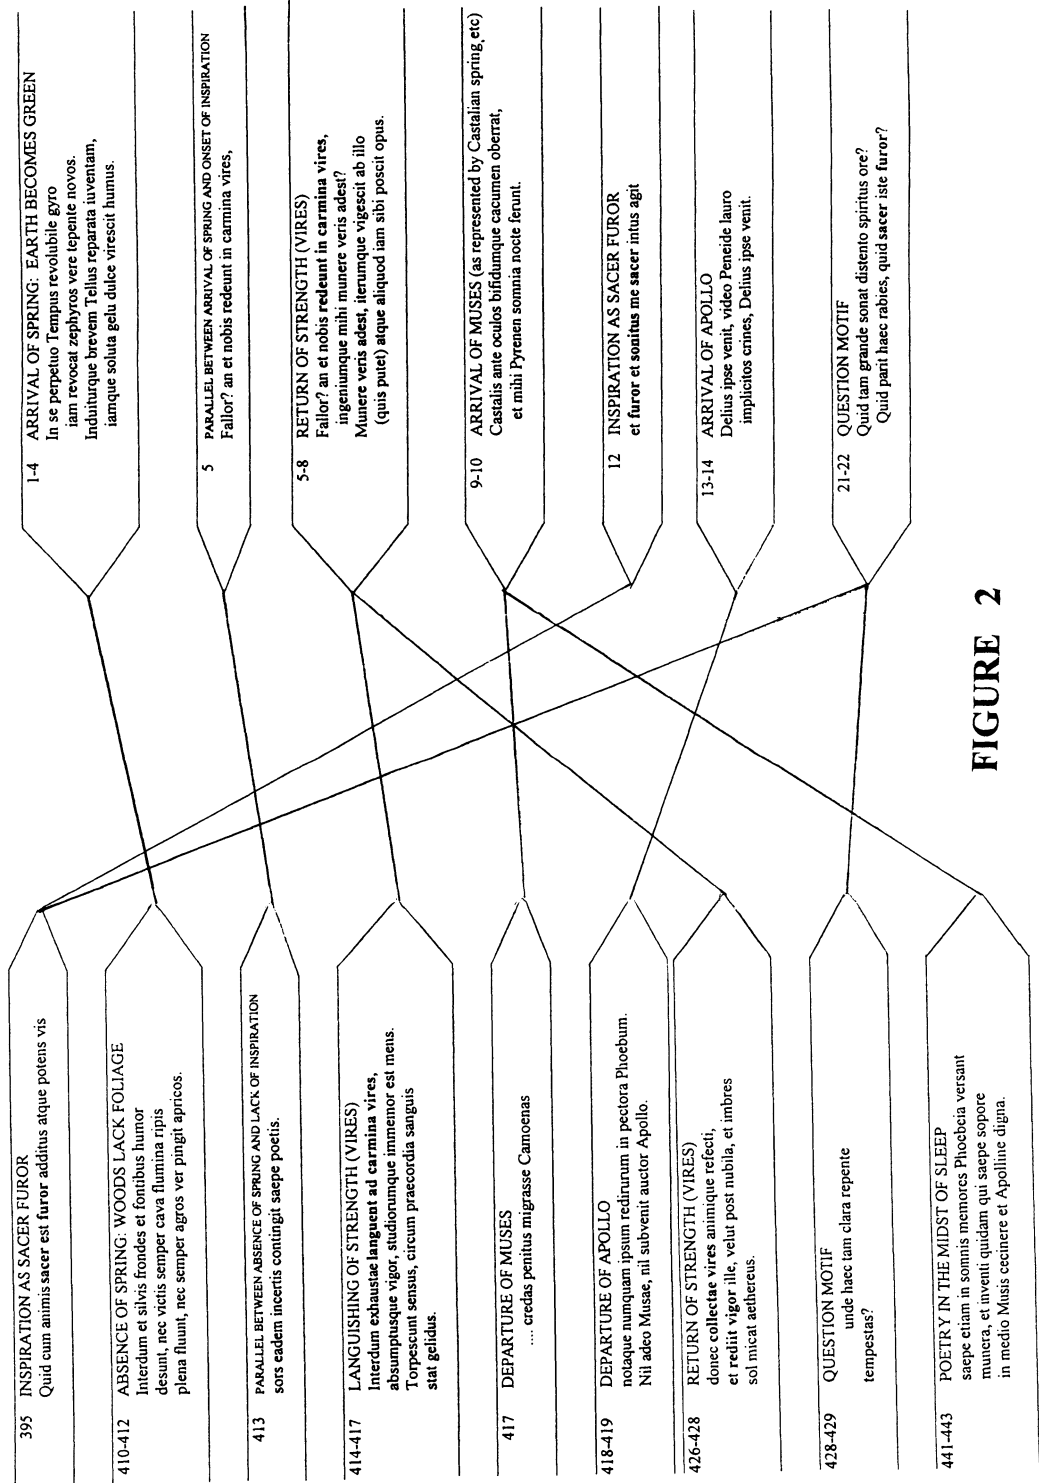 395 INSPIRATION AS SACER FUROR
Quid cum animis sacer est furor additus atque potens vis
410-412 ABSENCE OF SPRING: WOODS LACK FOLIAGE
Interdum et silvis frondes et fontibus humor
desunt, nec victis semper cava flumina ripis
plena fluunt, nec semper agros ver pingit apricos.
413 PARALLEL BETWEEN ABSENCE OF SPRING AND LACK OF INSPIRATION
sors eadem incertis contingit saepe poetis.
414-417 LANGUISHING OF STRENGTH (VIRES)
Interdum exhaustae languent ad carmina vires,
absumptusque vigor, studiorumque immemor est mens.
Torpescunt sensus, circum praecordia sanguis
stat gelidus.
417 DEPARTURE OF MUSES
.... credas penitus migrasse Camoenas
418-419 DEPARTURE OF APOLLO
notaque nunquam ipsum redirurum in pectora Phoebum.
Nil adeo Musae, nil subvenit auctor Apollo.
426-428 RETURN OF STRENGTH (VIRES)
donec collectae vires animique refecti,
et rediit vigor ille, velut post nubila, et imbres
sol micat aethereus.
428-429 QUESTION MOTIF
unde haec tam clara repente
tempestas?
441-443 POETRY IN THE MIDST OF SLEEP
saepe etiam in somnis memores Phoebeia versant
munera, et inventi quidam qui saepe sopore
in medio Musis cecinere et Apolline digna.
1-4 ARRIVAL OF SPRING: EARTH BECOMES GREEN
In se perpetuo Tempus revolubile gyro
iam revocat zephyros vere tepente novos.
Induiturque brevem Tellus reparata iuventam,
iamque soluta gelu dulce virescit humus.
5 PARALLEL BETWEEN ARRIVAL OF SPRING AND ONSET OF INSPIRATION
Fallor? an et nobis redeunt in carmina vires,
5-8 RETURN OF STRENGTH (VIRES)
Fallor? an et nobis redeunt in carmina vires,
ingeniumque mihi munere veris adest?
Munere veris adest, iterumque vigescit ab illo
(quis putet) atque aliquod iam sibi poscit opus.
9-10 ARRIVAL OF MUSES (as represented by Castalian spring, etc)
Castalis ante oculos bifidumque cacumen oberrat,
et mihi Pyrenen somnia nocte ferunt.
12 INSPIRATION AS SACER FUROR
et furor et sonitus me sacer intus agit
13-14 ARRIVAL OF APOLLO
Delius ipse venit, video Peneide lauro
implicitos crines, Delius ipse venit.
21-22 QUESTION MOTIF
Quid tam grande sonat distento spiritus ore?
Quid parit haec rabies, quid sacer iste furor?
FIGURE 2